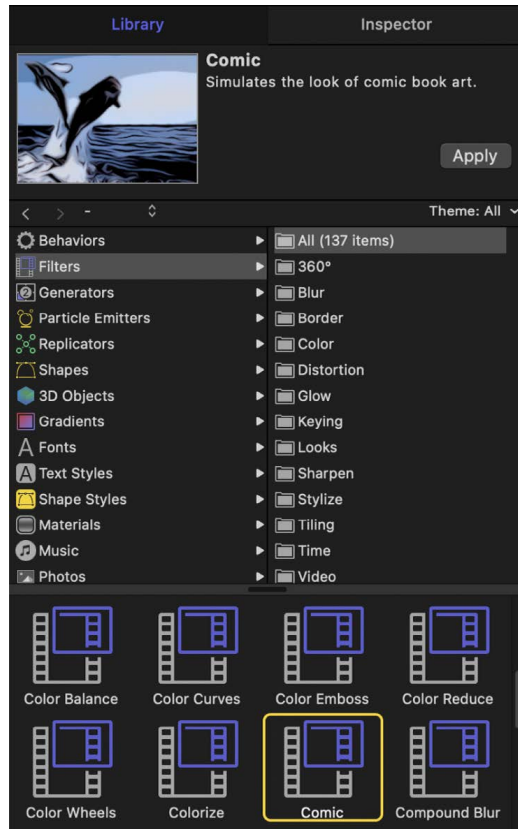 Library
Inspector
Comic
Simulates the look of comic book art.
Apply
Theme: All
Behaviors
Filters
Generators
Particle Emitters
Replicators
Shapes
3D Objects
Gradients
Fonts
Text Styles
Shape Styles
Materials
Music
Photos
All (137 items)
360°
Blur
Border
Color
Distortion
Glow
Keying
Looks
Sharpen
Stylize
Tiling
Time
Video
Color Balance
Color Curves
Color Emboss
Color Reduce
Color Wheels
Colorize
Comic
Compound Blur